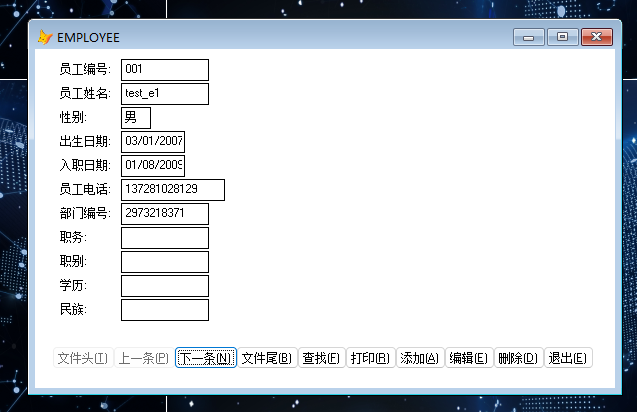 EMPLOYEE
员工编号: 001
员工姓名: test_e1
性别: 男
出生日期: 03/01/2007
入职日期: 01/08/2009
员工电话: 137281028129
部门编号: 2973218371
职务:
职别:
学历:
民族:
文件头(T) 上一条(P) 下一条(N) 文件尾(B) 查找(F) 打印(R) 添加(A) 编辑(E) 删除(D) 退出(E)